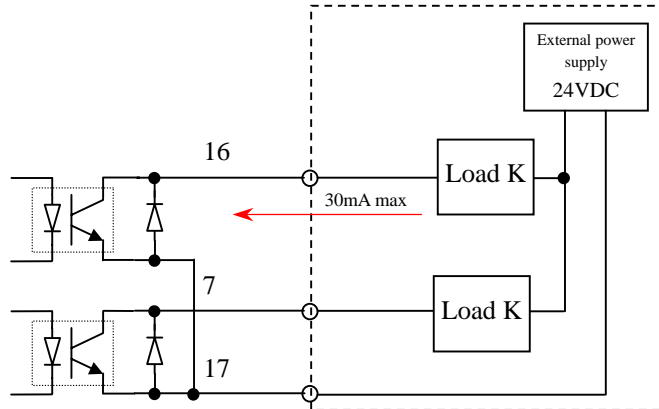 External power
supply
24VDC
16
Load K
30mA max
7
Load K
17